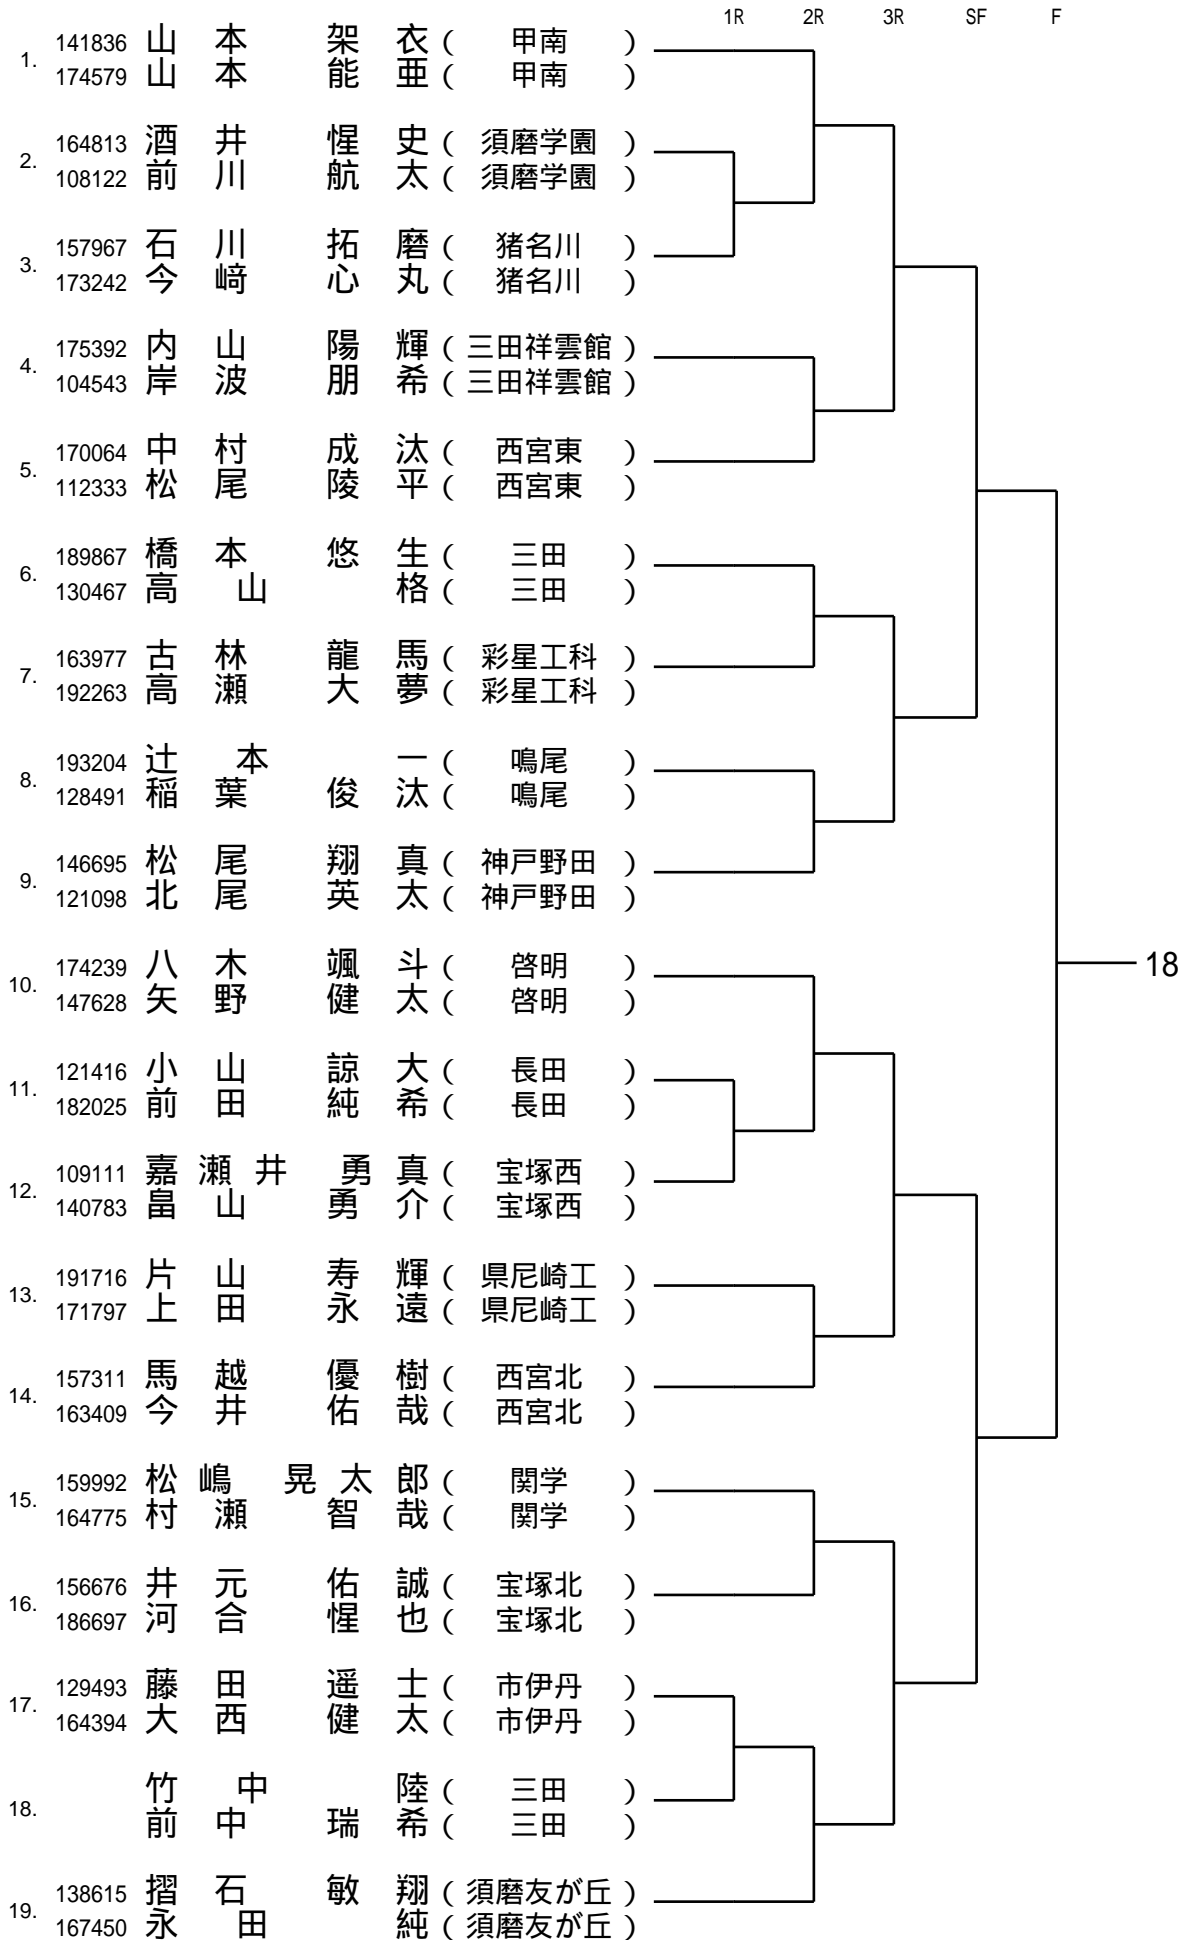 1R 2R 3R SF F
1. 141836 山本 架衣 ( 甲南 )
174579 山本 能亜 ( 甲南 )
2. 164813 酒井 惺史 ( 須磨学園 )
108122 前川 航太 ( 須磨学園 )
3. 157967 石川 拓磨 ( 猪名川 )
173242 今﨑 心丸 ( 猪名川 )
4. 175392 内山 陽輝 ( 三田祥雲館 )
104543 岸波 朋希 ( 三田祥雲館 )
5. 170064 中村 成汰 ( 西宮東 )
112333 松尾 陵平 ( 西宮東 )
6. 189867 橋本 悠生 ( 三田 )
130467 高山 格 ( 三田 )
7. 163977 古林 龍馬 ( 彩星工科 )
192263 高瀬 大夢 ( 彩星工科 )
8. 193204 辻本 一 ( 鳴尾 )
128491 稲葉 俊汰 ( 鳴尾 )
9. 146695 松尾 翔真 ( 神戸野田 )
121098 北尾 英太 ( 神戸野田 )
10. 174239 八木 颯斗 ( 啓明 )
147628 矢野 健太 ( 啓明 )
18
11. 121416 小山 諒大 ( 長田 )
182025 前田 純希 ( 長田 )
12. 109111 嘉瀬井 勇真 ( 宝塚西 )
140783 畠山 勇介 ( 宝塚西 )
13. 191716 片山 寿輝 ( 県尼崎工 )
171797 上田 永遠 ( 県尼崎工 )
14. 157311 馬越 優樹 ( 西宮北 )
163409 今井 佑哉 ( 西宮北 )
15. 159992 松嶋 晃太郎 ( 関学 )
164775 村瀬 智哉 ( 関学 )
16. 156676 井元 佑誠 ( 宝塚北 )
186697 河合 惺也 ( 宝塚北 )
17. 129493 藤田 遥士 ( 市伊丹 )
164394 大西 健太 ( 市伊丹 )
18. 竹中 陸 ( 三田 )
前中 瑞希 ( 三田 )
19. 138615 摺石 敏翔 ( 須磨友が丘 )
167450 永田 純 ( 須磨友が丘 )